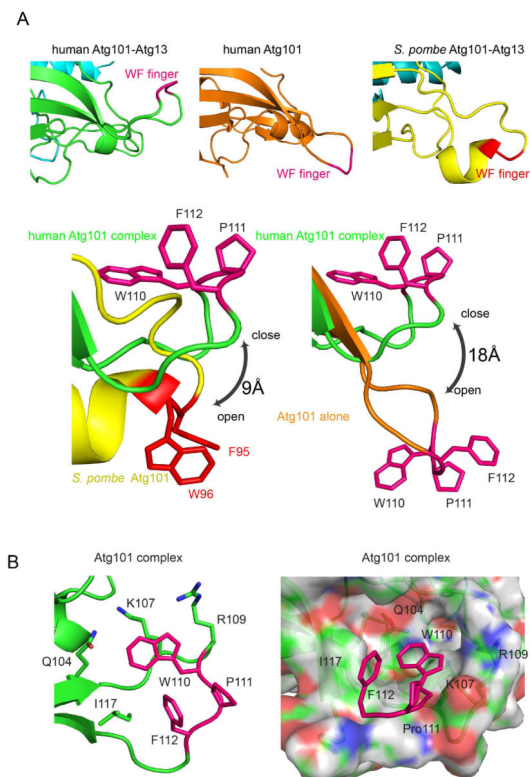 A
human Atg101-Atg13
human Atg101
S. pombe Atg101-Atg13
WF finger
WF finger
WF finger
F112
P111
human Atg101 complex
W110
close
9Å
open
F95
S. pombe Atg101
W96
F112
human Atg101 complex
P111
W110
close
18Å
open
Atg101 alone
F112
W110
P111
B
Atg101 complex
K107
R109
Q104
W110
P111
I117
F112
Atg101 complex
Q104
W110
R109
I117
K107
F112
Pro111